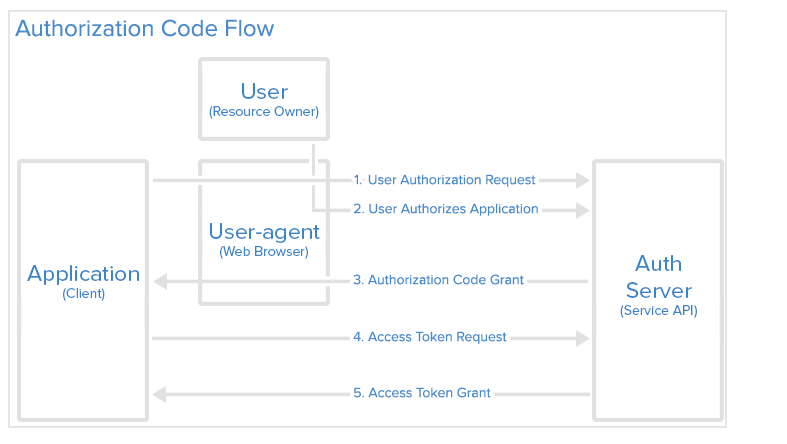 Authorization Code Flow
User
(Resource Owner)
1. User Authorization Request
2. User Authorizes Application
User-agent
(Web Browser)
Application
(Client)
3. Authorization Code Grant
Auth
Server
(Service API)
4. Access Token Request
5. Access Token Grant